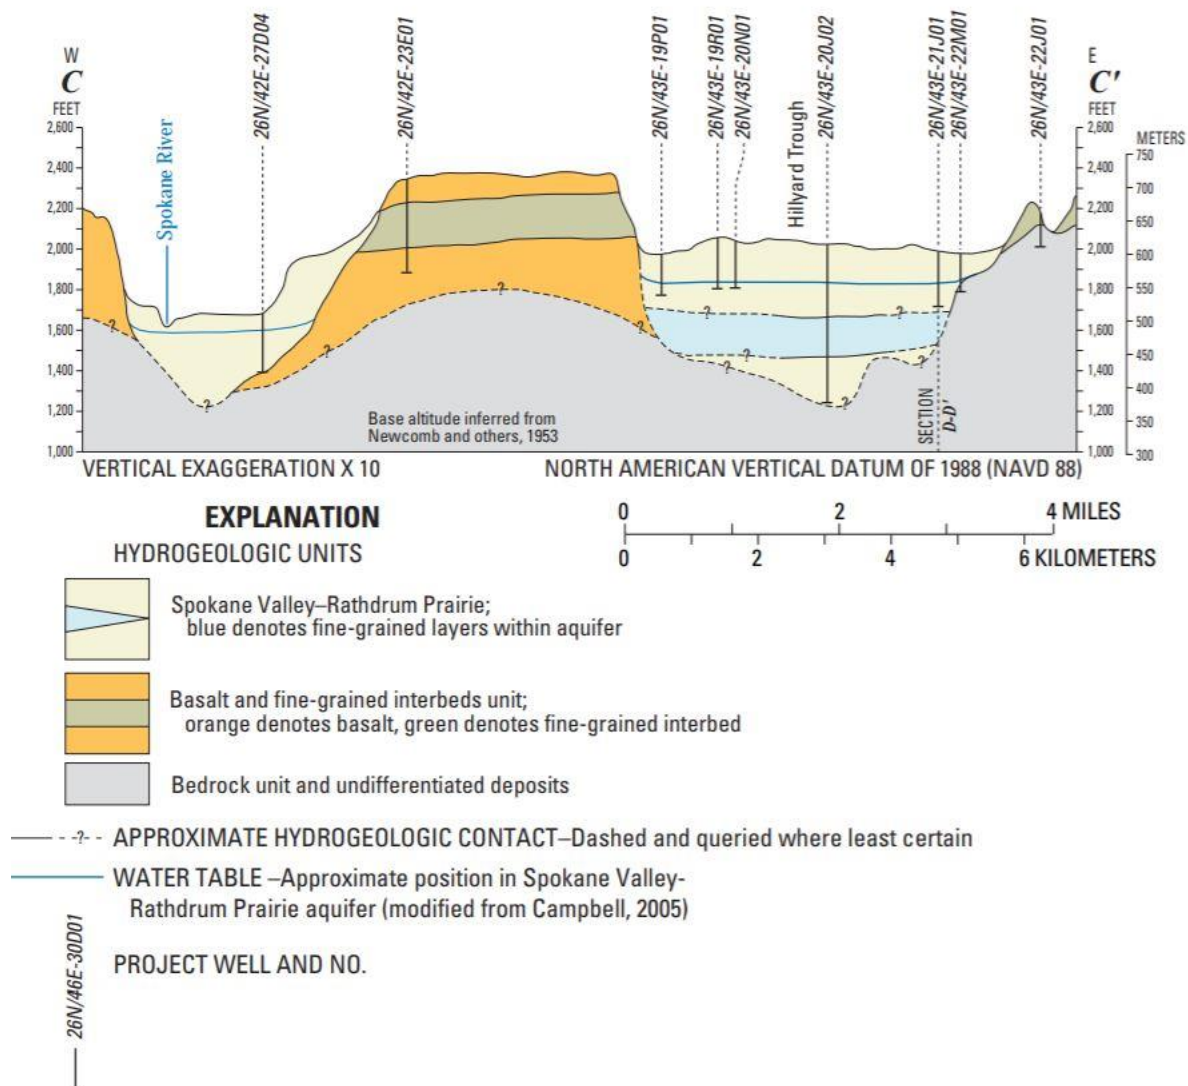 W
C
FEET
2,600
2,400
2,200
2,000
1,800
1,600
1,400
1,200
1,000
Spokane River
26N/42E-27D04
26N/42E-23E01
26N/43E-19P01
26N/43E-19R01
26N/43E-20N01
Hillyard Trough
26N/43E-20J02
26N/43E-21J01
26N/43E-22M01
26N/43E-22J01
E
C'
FEET
2,600
2,400
2,200
2,000
1,800
1,600
1,400
1,200
1,000
METERS
750
700
650
600
550
500
450
400
350
300
?
?
?
?
?
?
?
?
?
?
?
?
SECTION
D-D'
Base altitude inferred from
Newcomb and others, 1953
VERTICAL EXAGGERATION X 10
NORTH AMERICAN VERTICAL DATUM OF 1988 (NAVD 88)
0 2 4 MILES
0 2 4 6 KILOMETERS
EXPLANATION
HYDROGEOLOGIC UNITS
Spokane Valley–Rathdrum Prairie;
blue denotes fine-grained layers within aquifer
Basalt and fine-grained interbeds unit;
orange denotes basalt, green denotes fine-grained interbed
Bedrock unit and undifferentiated deposits
-?- APPROXIMATE HYDROGEOLOGIC CONTACT–Dashed and queried where least certain
WATER TABLE –Approximate position in Spokane Valley-
Rathdrum Prairie aquifer (modified from Campbell, 2005)
26N/46E-30D01
PROJECT WELL AND NO.